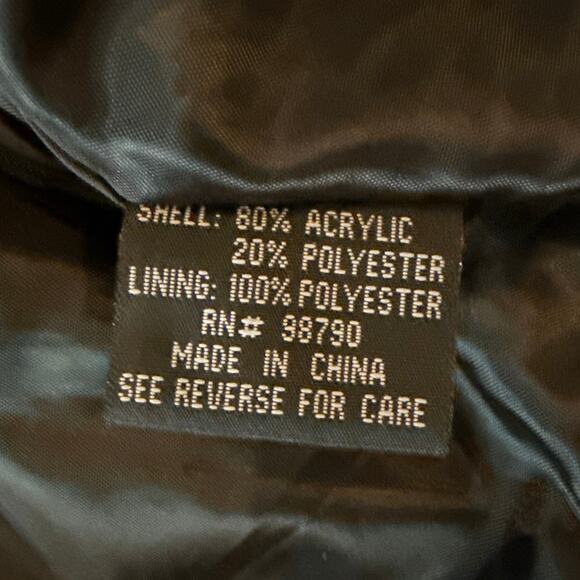 SHELL: 80% ACRYLIC
20% POLYESTER
LINING: 100% POLYESTER
RN# 98790
MADE IN CHINA
SEE REVERSE FOR CARE